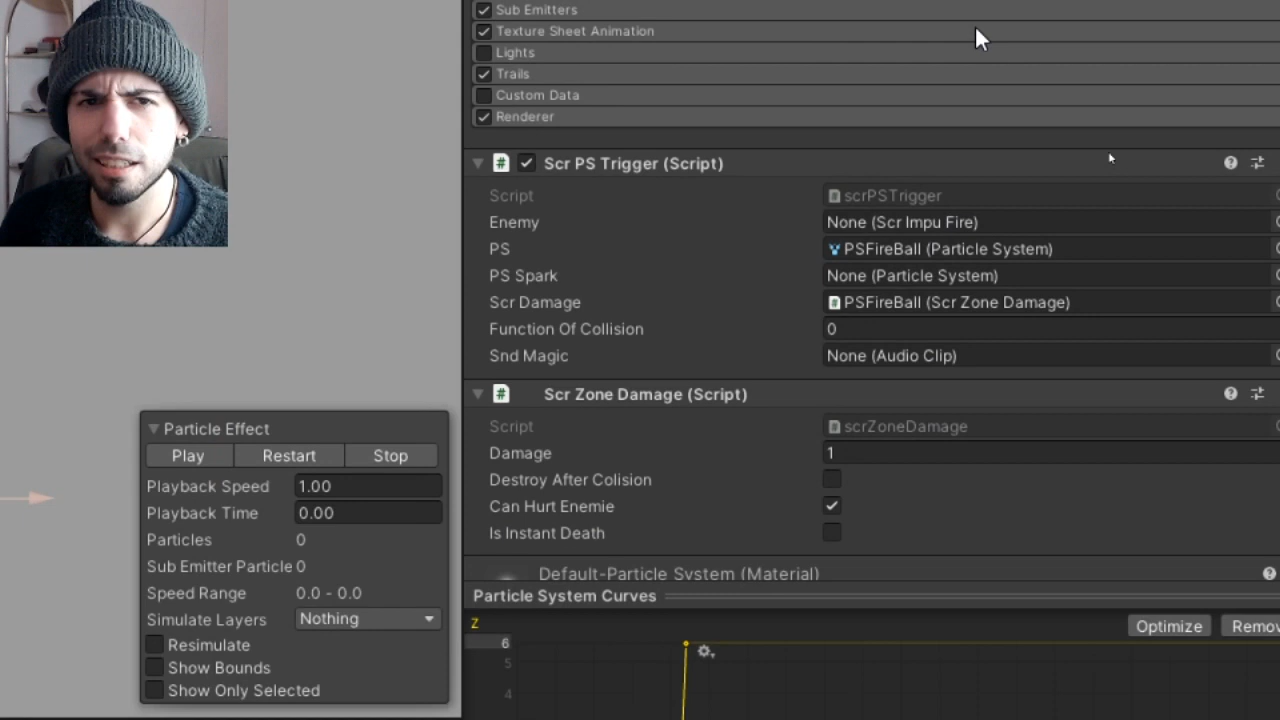 Sub Emitters
Texture Sheet Animation
Lights
Trails
Custom Data
Renderer
# Scr PS Trigger (Script)
Script scrPSTrigger
Enemy None (Scr Impu Fire)
PS PSFireBall (Particle System)
PS Spark None (Particle System)
Scr Damage PSFireBall (Scr Zone Damage)
Function Of Collision 0
Snd Magic None (Audio Clip)
# Scr Zone Damage (Script)
Script scrZoneDamage
Damage 1
Destroy After Collision
Can Hurt Enemie
Is Instant Death
Default-Particle System (Material)
Particle System Curves
Z
Optimize Remov
6
5
4
Particle Effect
Play Restart Stop
Playback Speed 1.00
Playback Time 0.00
Particles 0
Sub Emitter Particle 0
Speed Range 0.0 - 0.0
Simulate Layers Nothing
Resimulate
Show Bounds
Show Only Selected